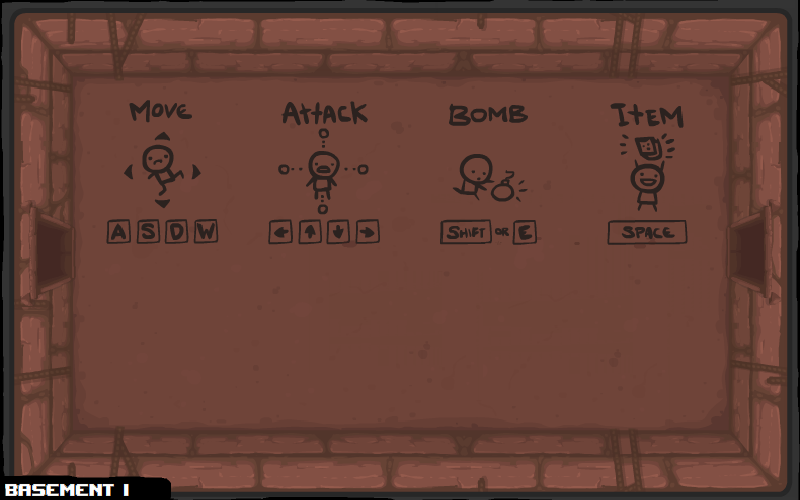 MOVE ATTACK BOMB ITEM
A S D W ← ↑ ↓ → SHIFT OR E SPACE
BASEMENT I